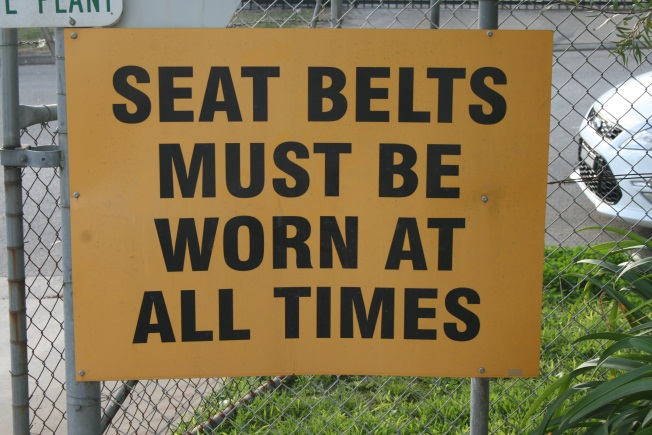 E PLANT
SEAT BELTS
MUST BE
WORN AT
ALL TIMES